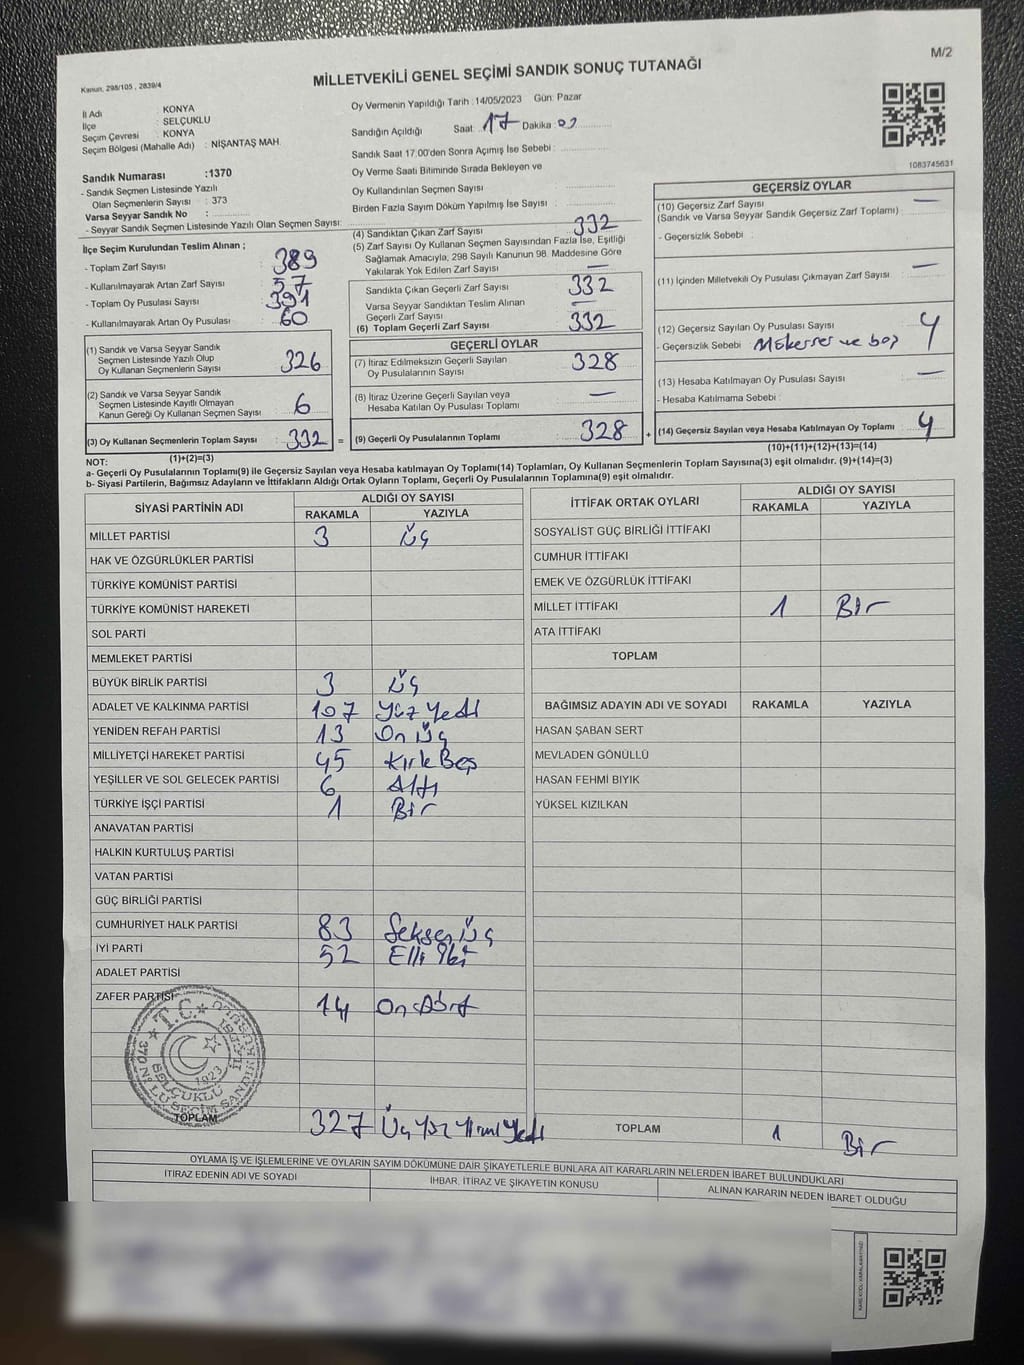 M/2
Kanun, 298/105 , 2839/4
MİLLETVEKİLİ GENEL SEÇİMİ SANDIK SONUÇ TUTANAĞI
İl Adı KONYA
İlçe : SELÇUKLU
Seçim Çevresi : KONYA
Seçim Bölgesi (Mahalle Adı) : NİŞANTAŞ MAH.
Oy Vermenin Yapıldığı Tarih : 14/05/2023 Gün: Pazar
Sandığın Açıldığı Saat 17 Dakika : 00
Sandık Saat 17.00'den Sonra Açmış İse Sebebi :
Oy Verme Saati Bitiminde Sırada Bekleyen ve
Oy Kullandırılan Seçmen Sayısı
Birden Fazla Sayım Döküm Yapılmış İse Sayısı :
1083745631
Sandık Numarası :1370
- Sandık Seçmen Listesinde Yazılı
Olan Seçmenlerin Sayısı : 373
Varsa Seyyar Sandık No :
- Seyyar Sandık Seçmen Listesinde Yazılı Olan Seçmen Sayısı:
İlçe Seçim Kurulundan Teslim Alınan ;
- Toplam Zarf Sayısı : 389
- Kullanılmayarak Artan Zarf Sayısı : 57
- Toplam Oy Pusulası Sayısı : 391
- Kullanılmayarak Artan Oy Pusulası : 60
(1) Sandık ve Varsa Seyyar Sandık
Seçmen Listesinde Yazılı Olup
Oy Kullanan Seçmenlerin Sayısı : 326
(2) Sandık ve Varsa Seyyar Sandık
Seçmen Listesinde Kayıtlı Olmayan
Kanun Gereği Oy Kullanan Seçmen Sayısı : 6
(3) Oy Kullanan Seçmenlerin Toplam Sayısı : 332 =
(1)+(2)=(3)
(4) Sandıktan Çıkan Zarf Sayısı : 332
(5) Zarf Sayısı Oy Kullanan Seçmen Sayısından Fazla İse, Eşitliği
Sağlamak Amacıyla, 298 Sayılı Kanunun 98. Maddesine Göre
Yakılarak Yok Edilen Zarf Sayısı : —
Sandıkta Çıkan Geçerli Zarf Sayısı : 332
Varsa Seyyar Sandıktan Teslim Alınan
Geçerli Zarf Sayısı : —
(6) Toplam Geçerli Zarf Sayısı : 332
GEÇERLİ OYLAR
(7) İtiraz Edilmeksizin Geçerli Sayılan
Oy Pusulalarının Sayısı : 328
(8) İtiraz Üzerine Geçerli Sayılan veya
Hesaba Katılan Oy Pusulası Toplamı : —
(9) Geçerli Oy Pusulalarının Toplamı : 328 +
GEÇERSİZ OYLAR
(10) Geçersiz Zarf Sayısı : —
(Sandık ve Varsa Seyyar Sandık Geçersiz Zarf Toplamı)
- Geçersizlik Sebebi :
(11) İçinden Milletvekili Oy Pusulası Çıkmayan Zarf Sayısı : —
(12) Geçersiz Sayılan Oy Pusulası Sayısı : 4
- Geçersizlik Sebebi : Mükerrer ve boş
(13) Hesaba Katılmayan Oy Pusulası Sayısı : —
- Hesaba Katılmama Sebebi :
(14) Geçersiz Sayılan veya Hesaba Katılmayan Oy Toplamı : 4
(10)+(11)+(12)+(13)=(14)
NOT:
a- Geçerli Oy Pusulalarının Toplamı(9) ile Geçersiz Sayılan veya Hesaba katılmayan Oy Toplamı(14) Toplamları, Oy Kullanan Seçmenlerin Toplam Sayısına(3) eşit olmalıdır. (9)+(14)=(3)
b- Siyasi Partilerin, Bağımsız Adayların ve İttifakların Aldığı Ortak Oyların Toplamı, Geçerli Oy Pusulalarının Toplamına(9) eşit olmalıdır.
SİYASİ PARTİNİN ADI ALDIĞI OY SAYISI
RAKAMLA YAZIYLA
MİLLET PARTİSİ 3 Üç
HAK VE ÖZGÜRLÜKLER PARTİSİ
TÜRKİYE KOMÜNİST PARTİSİ
TÜRKİYE KOMÜNİST HAREKETİ
SOL PARTİ
MEMLEKET PARTİSİ
BÜYÜK BİRLİK PARTİSİ 3 Üç
ADALET VE KALKINMA PARTİSİ 107 Yüz Yedi
YENİDEN REFAH PARTİSİ 13 On Üç
MİLLİYETÇİ HAREKET PARTİSİ 45 Kırk Beş
YEŞİLLER VE SOL GELECEK PARTİSİ 6 Altı
TÜRKİYE İŞÇİ PARTİSİ 1 Bir
ANAVATAN PARTİSİ
HALKIN KURTULUŞ PARTİSİ
VATAN PARTİSİ
GÜÇ BİRLİĞİ PARTİSİ
CUMHURİYET HALK PARTİSİ 83 Seksen Üç
İYİ PARTİ 52 Elli İki
ADALET PARTİSİ
ZAFER PARTİSİ 14 On Dört
T.C.
SELÇUKLU
1923
TOPLAM 327 Üç Yüz Yirmi Yedi
İTTİFAK ORTAK OYLARI ALDIĞI OY SAYISI
RAKAMLA YAZIYLA
SOSYALİST GÜÇ BİRLİĞİ İTTİFAKI
CUMHUR İTTİFAKI
EMEK VE ÖZGÜRLÜK İTTİFAKI
MİLLET İTTİFAKI 1 Bir
ATA İTTİFAKI
TOPLAM
BAĞIMSIZ ADAYIN ADI VE SOYADI RAKAMLA YAZIYLA
HASAN ŞABAN SERT
MEVLADEN GÖNÜLLÜ
HASAN FEHMİ BIYIK
YÜKSEL KIZILKAN
TOPLAM 1 Bir
OYLAMA İŞ VE İŞLEMLERİNE VE OYLARIN SAYIM DÖKÜMÜNE DAİR ŞİKAYETLERLE BUNLARA AİT KARARLARIN NELERDEN İBARET BULUNDUKLARI
İTİRAZ EDENİN ADI VE SOYADI İHBAR, İTİRAZ VE ŞİKAYETİN KONUSU ALINAN KARARIN NEDEN İBARET OLDUĞU